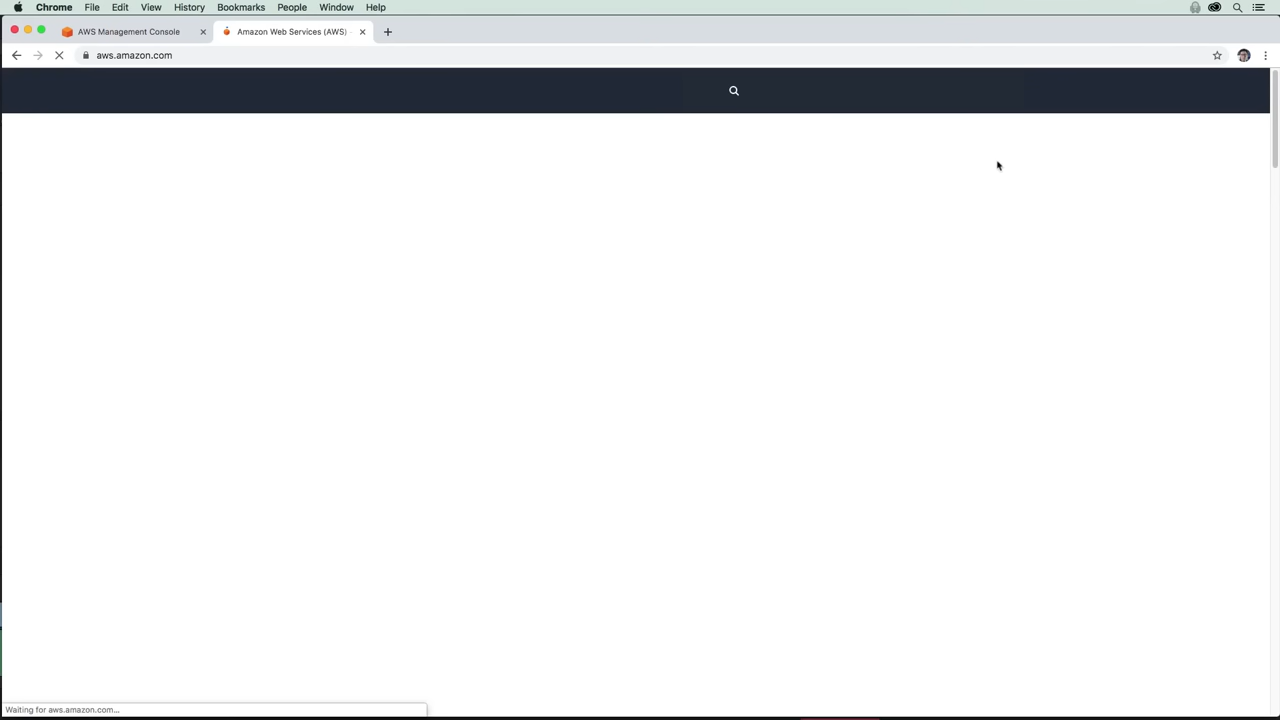 Chrome File Edit View History Bookmarks People Window Help
AWS Management Console Amazon Web Services (AWS) -
aws.amazon.com
Waiting for aws.amazon.com...